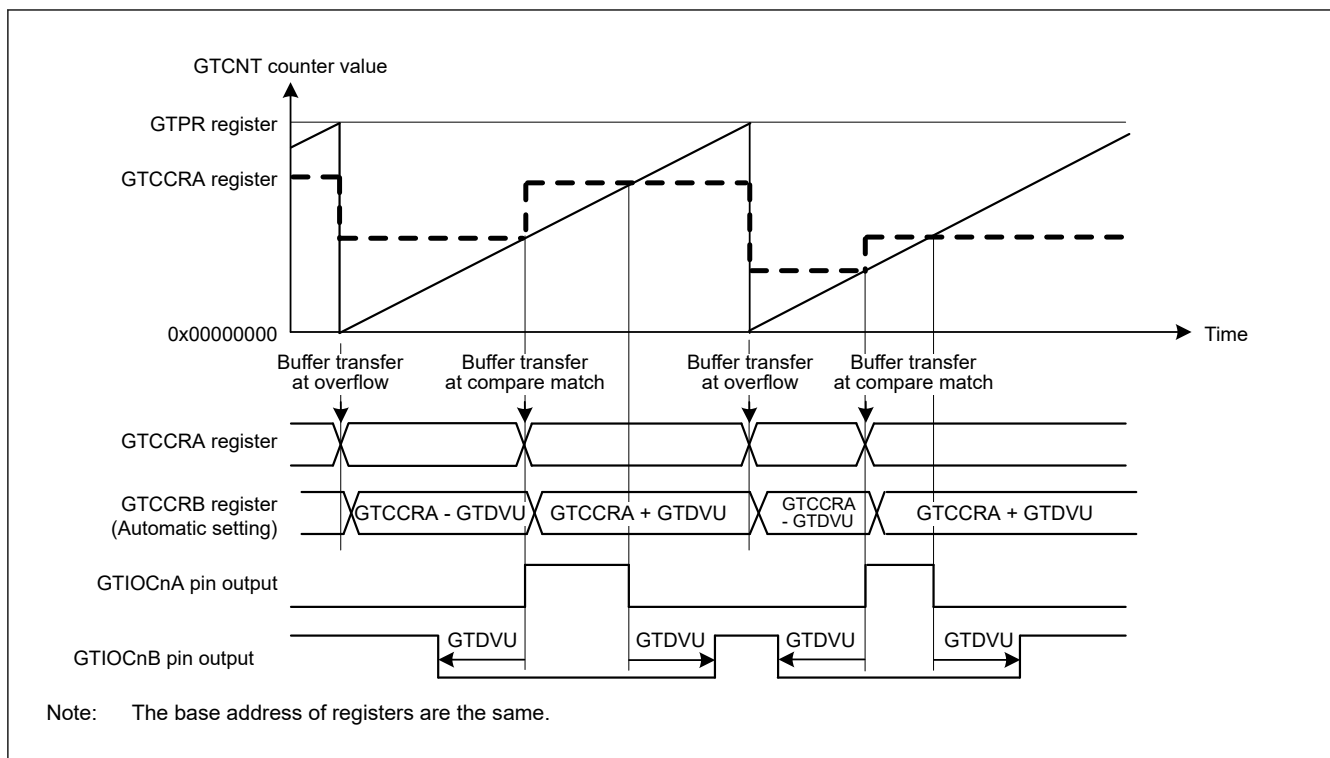 GTCNT counter value
GTPR register
GTCCRA register
0x00000000
Time
Buffer transfer
at overflow
Buffer transfer
at compare match
Buffer transfer
at overflow
Buffer transfer
at compare match
GTCCRA register
GTCCRB register
(Automatic setting)
GTCCRA - GTDVU
GTCCRA + GTDVU
GTCCRA
- GTDVU
GTCCRA + GTDVU
GTIOCnA pin output
GTDVU
GTDVU
GTDVU
GTDVU
GTIOCnB pin output
Note: The base address of registers are the same.